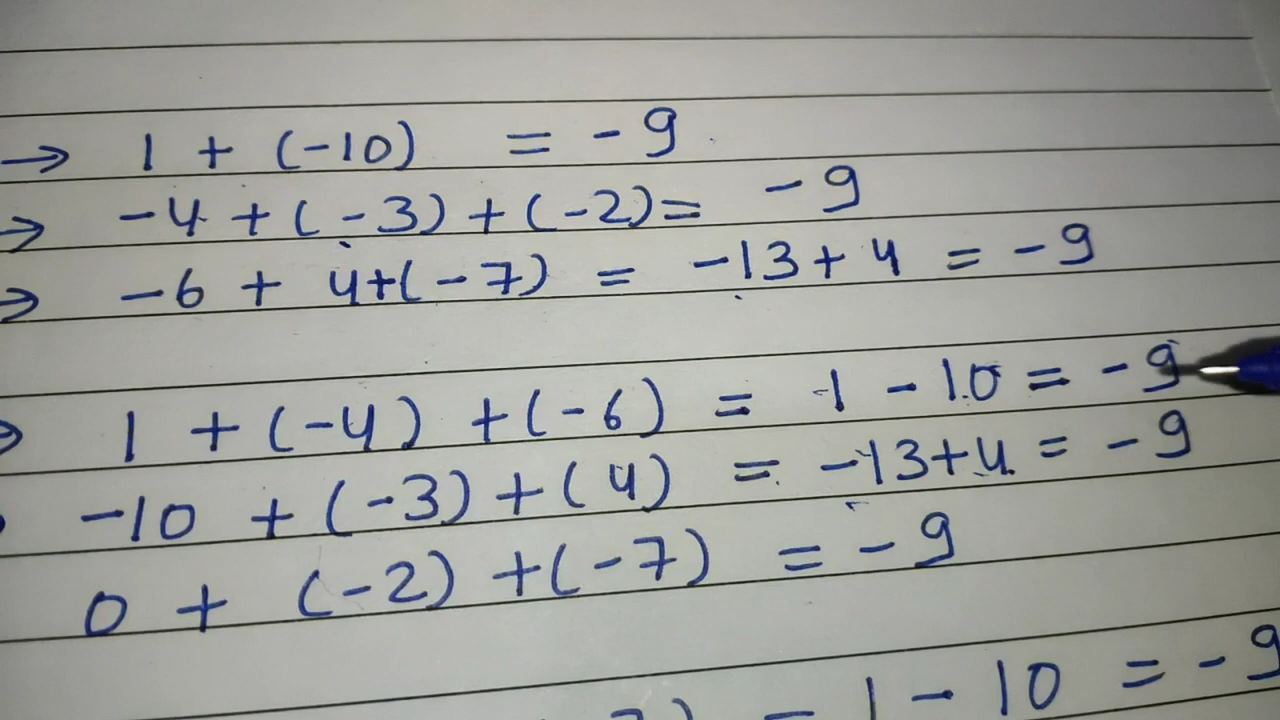 → 1 + (-10) = -9
→ -4 + (-3) + (-2) = -9
→ -6 + 4+(-7) = -13+4 = -9
→ 1 + (-4) + (-6) = 1 - 10 = -9
-10 + (-3) + (4) = -13+4 = -9
0 + (-2) + (-7) = -9
1 - 10 = -9